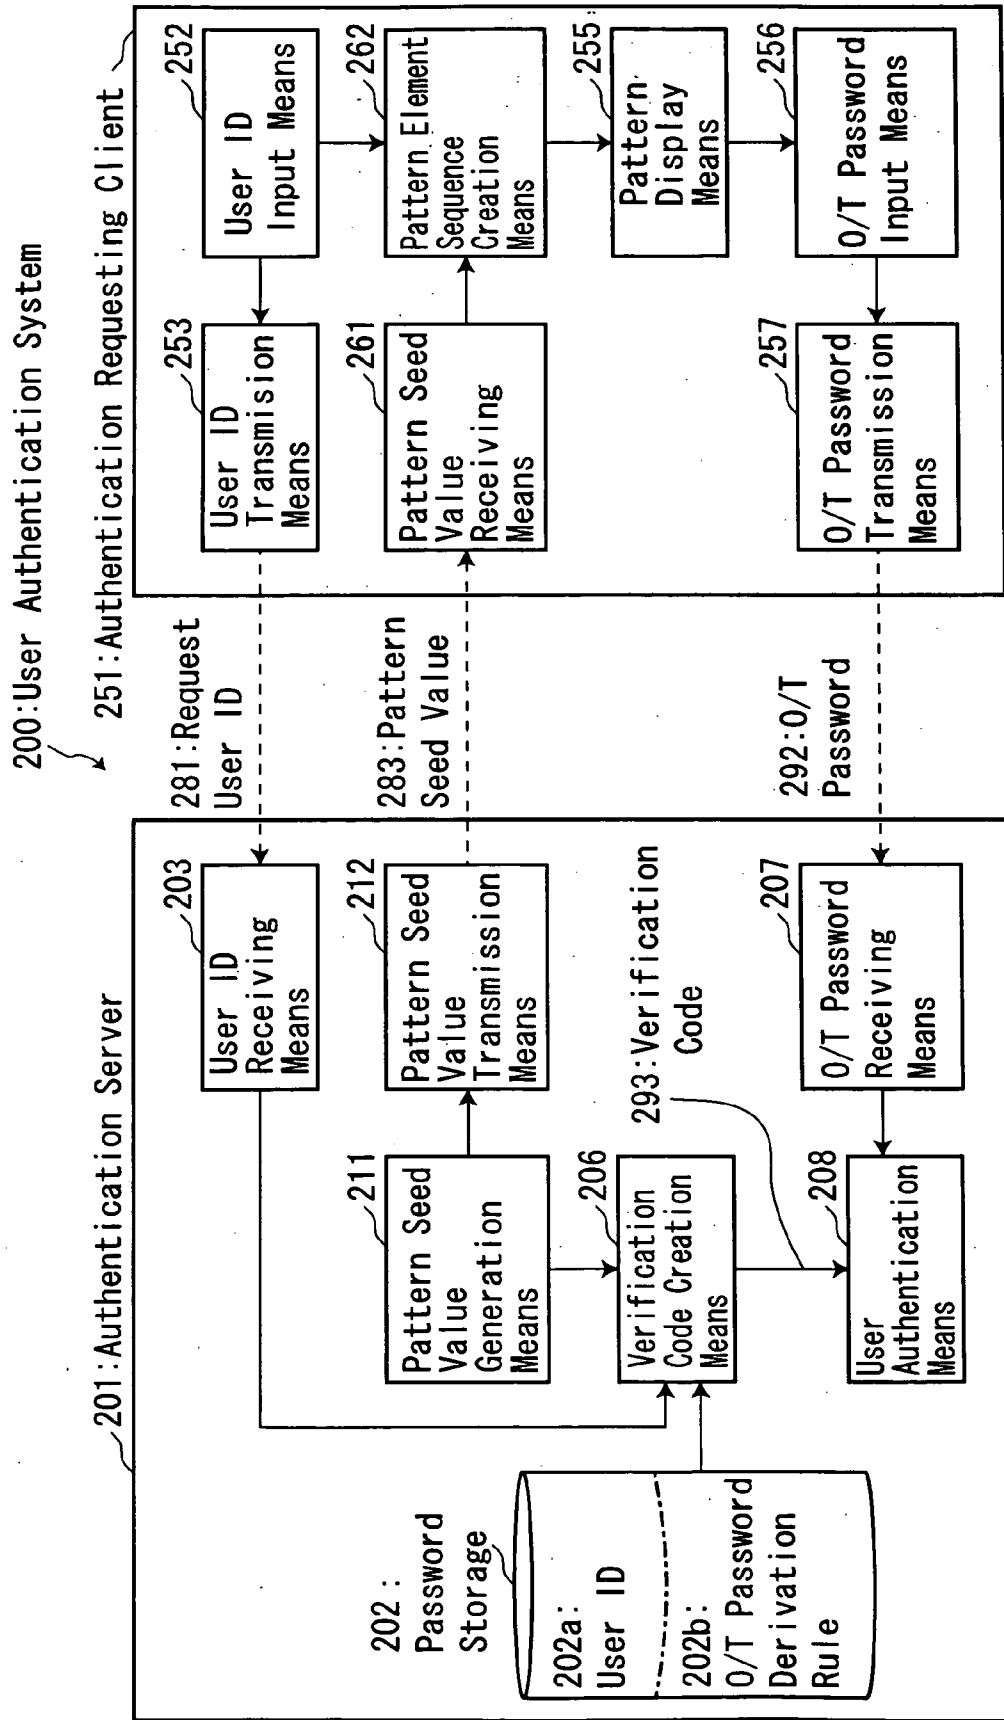 200:User Authentication System
201:Authentication Server
251:Authentication Requesting Client
202:
Password
Storage
202a:
User ID
202b:
O/T Password
Derivation
Rule
203
User ID
Receiving
Means
281:Request
User ID
253
User ID
Transmision
Means
252
User ID
Input Means
211
Pattern Seed
Value
Generation
Means
212
Pattern Seed
Value
Transmission
Means
283:Pattern
Seed Value
261
Pattern Seed
Value
Receiving
Means
262
Pattern Element
Sequence
Creation
Means
206
Verification
Code Creation
Means
293:Verification
Code
255
Pattern
Display
Means
208
User
Authentication
Means
207
O/T Password
Receiving
Means
292:O/T
Password
257
O/T Password
Transmission
Means
256
O/T Password
Input Means